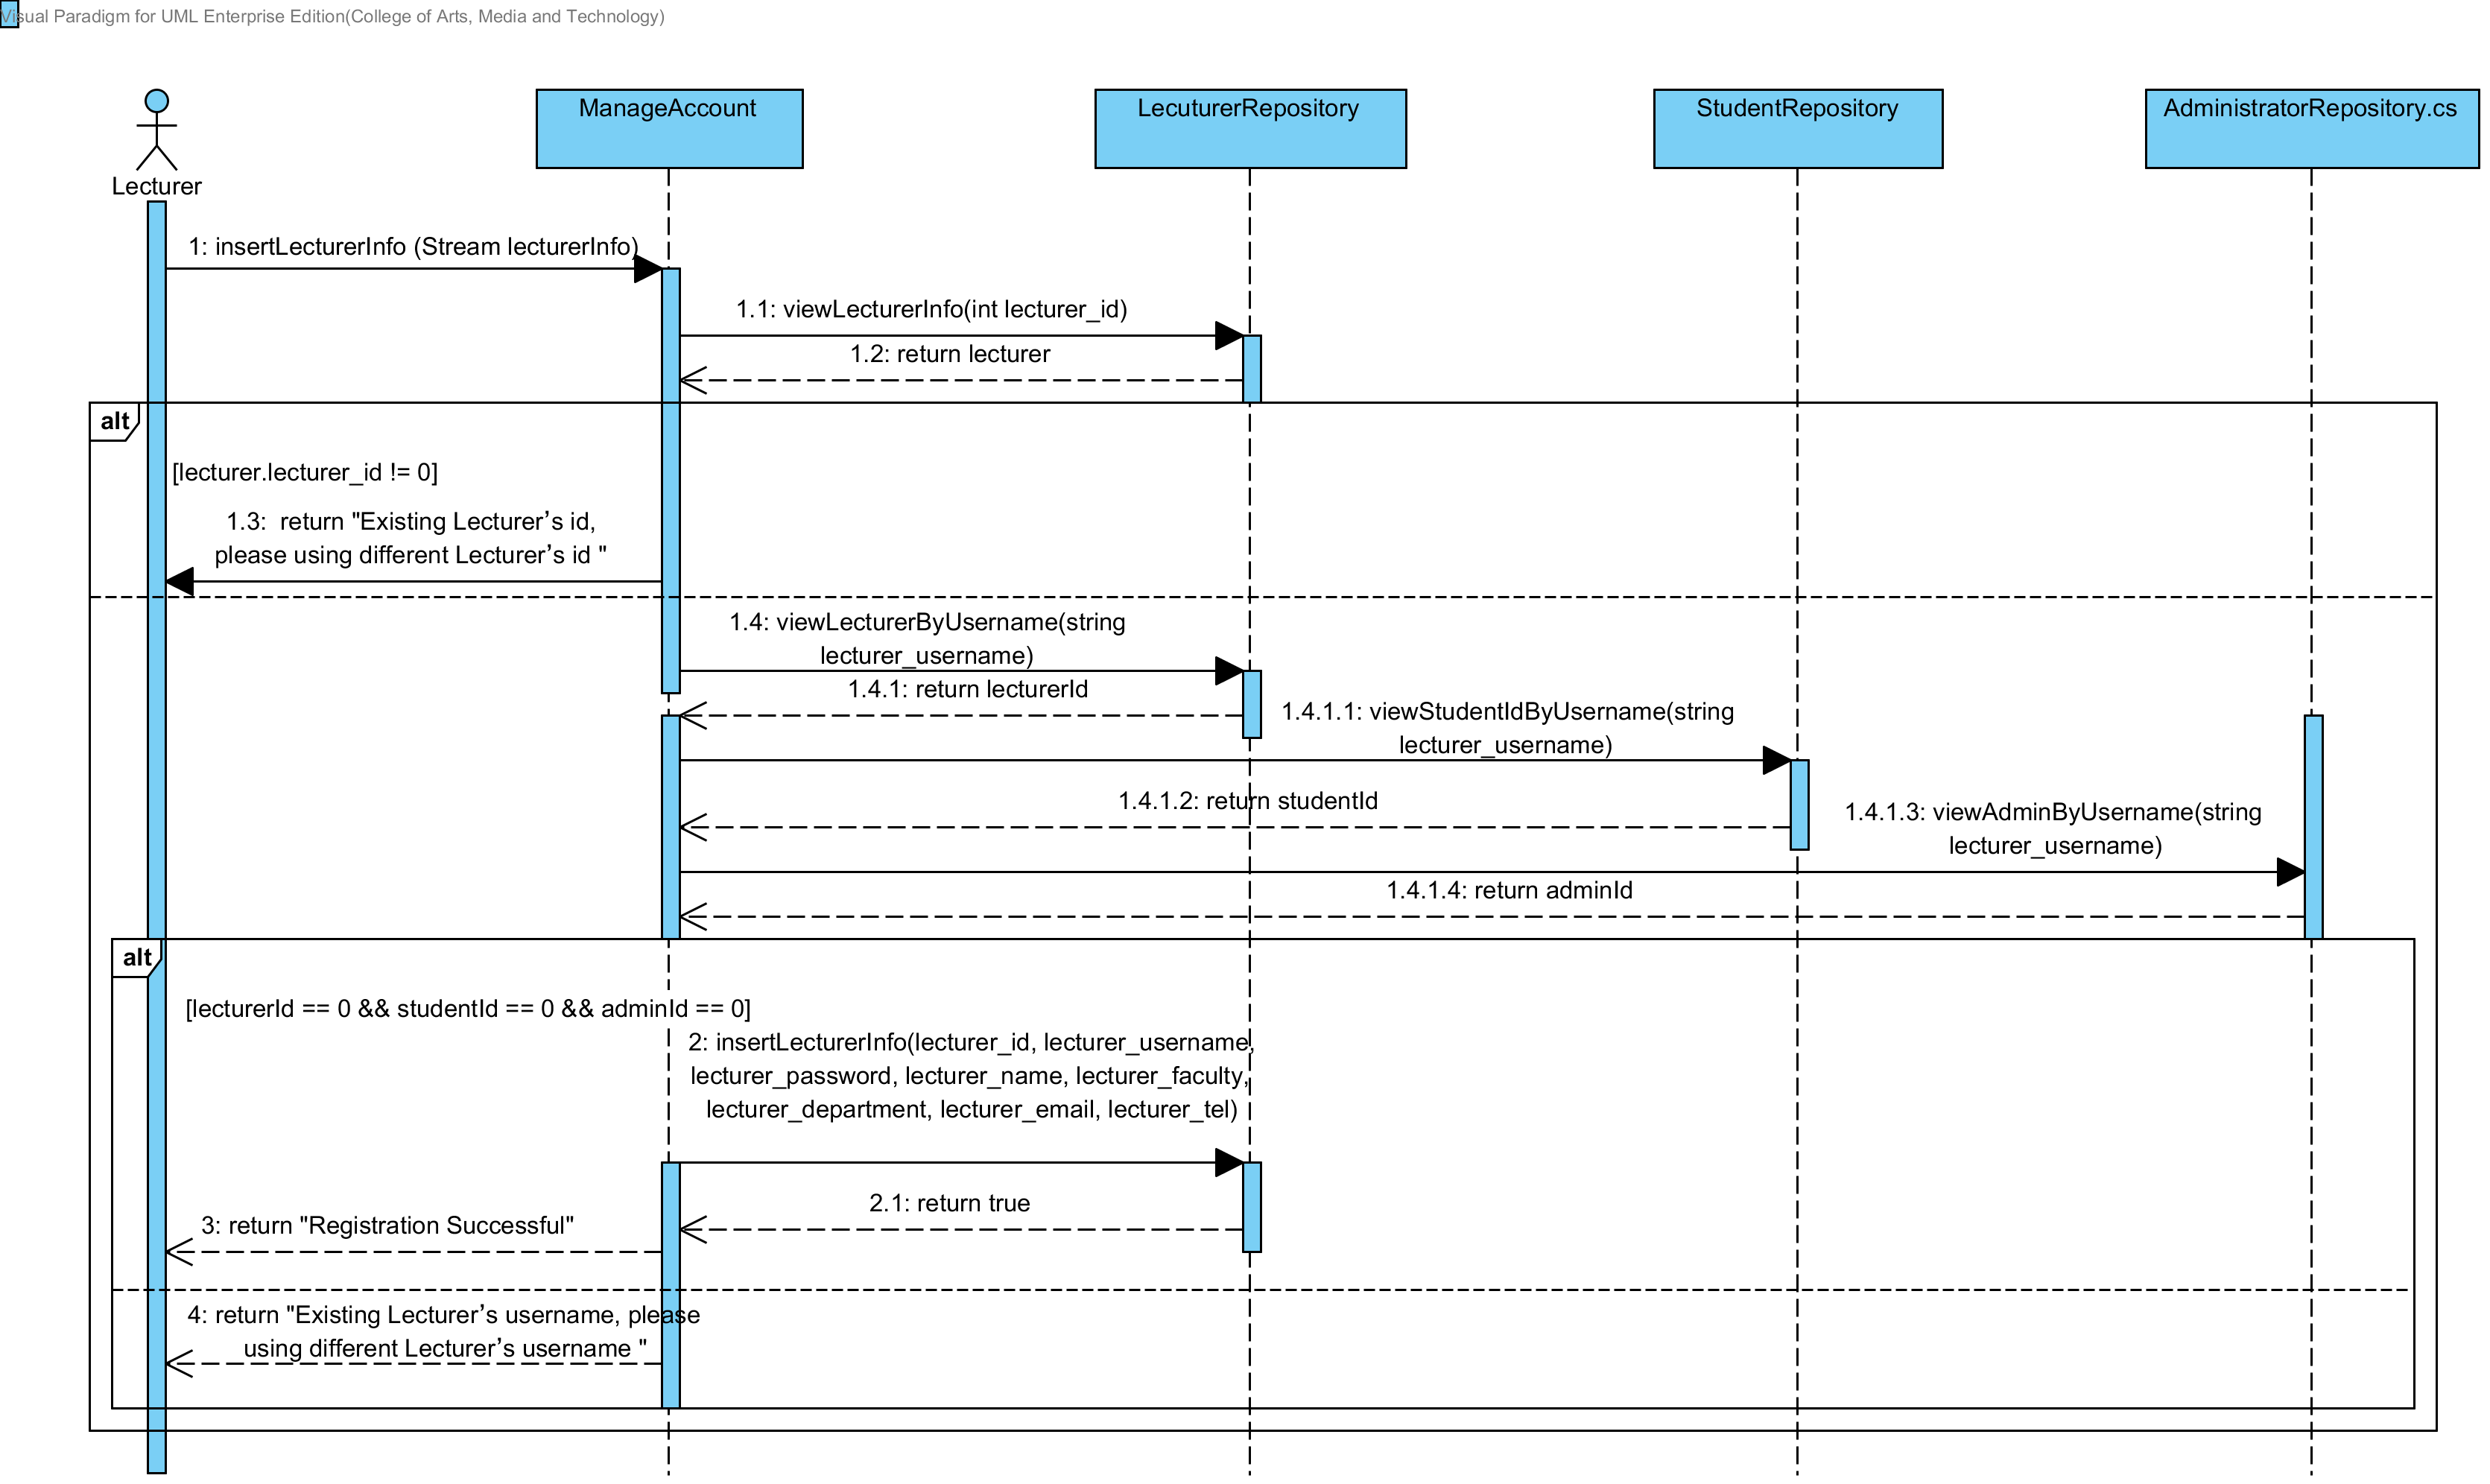 Visual Paradigm for UML Enterprise Edition(College of Arts, Media and Technology)
Lecturer
ManageAccount
LecuturerRepository
StudentRepository
AdministratorRepository.cs
1: insertLecturerInfo (Stream lecturerInfo)
1.1: viewLecturerInfo(int lecturer_id)
1.2: return lecturer
alt
[lecturer.lecturer_id != 0]
1.3:  return "Existing Lecturer’s id,
please using different Lecturer’s id "
1.4: viewLecturerByUsername(string
lecturer_username)
1.4.1: return lecturerId
1.4.1.1: viewStudentIdByUsername(string
lecturer_username)
1.4.1.2: return studentId
1.4.1.3: viewAdminByUsername(string
lecturer_username)
1.4.1.4: return adminId
alt
[lecturerId == 0 && studentId == 0 && adminId == 0]
2: insertLecturerInfo(lecturer_id, lecturer_username,
lecturer_password, lecturer_name, lecturer_faculty,
lecturer_department, lecturer_email, lecturer_tel)
2.1: return true
3: return "Registration Successful"
4: return "Existing Lecturer’s username, please
using different Lecturer’s username "